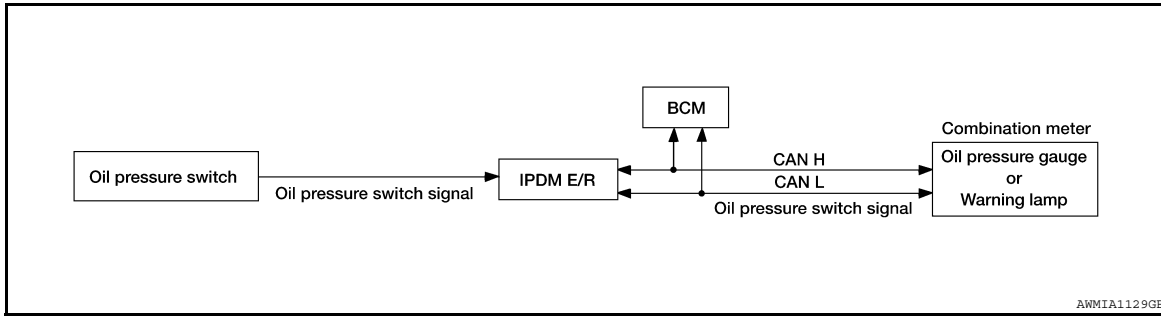 BCM
Combination meter
Oil pressure switch
Oil pressure switch signal
IPDM E/R
CAN H
CAN L
Oil pressure switch signal
Oil pressure gauge
or
Warning lamp